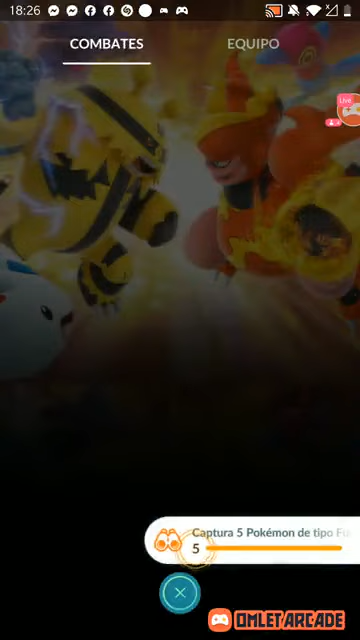 18:26
COMBATES
EQUIPO
Live
Captura 5 Pokémon de tipo
5
OMLET ARCADE